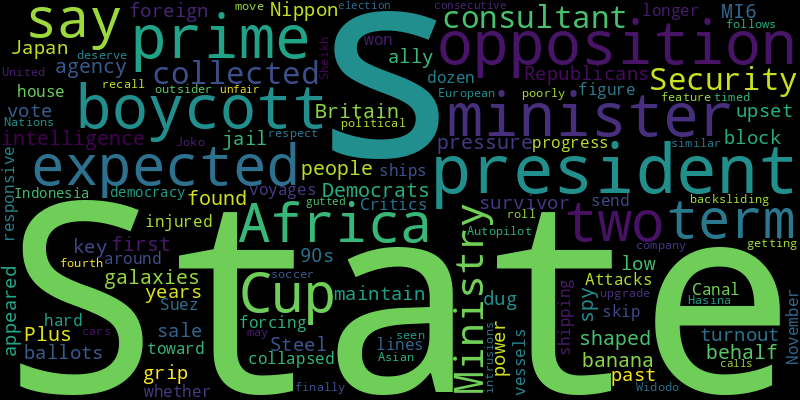 foreign move Nippon consecutive election MI6
say prime S consultant longer follows
Japan deserve won opposition
United agency collected Sheikh ally dozen Republicans Security
house recall outsider unfair European poorly figure feature timed
vote boycott Britain minister upset
Nations political
intelligence Joko jail respect pressure progress similar block
responsive expected people ships president
Indonesia democracy voyages Democrats survivor send backsliding
found gutted Critics roll
injured Africa Autopilot two term
key first around 90s soccer Ministry company getting
fourth galaxies low Attacks Canal
State
appeared years Suez Cup maintain dug spy upgrade Hasina
hard cars forcing may seen power vessels shipping skip November
Plus sale Steel lines intrusions shaped turnout
ballots toward collapsed Asian banana behalf
grip past calls
whether finally Widodo